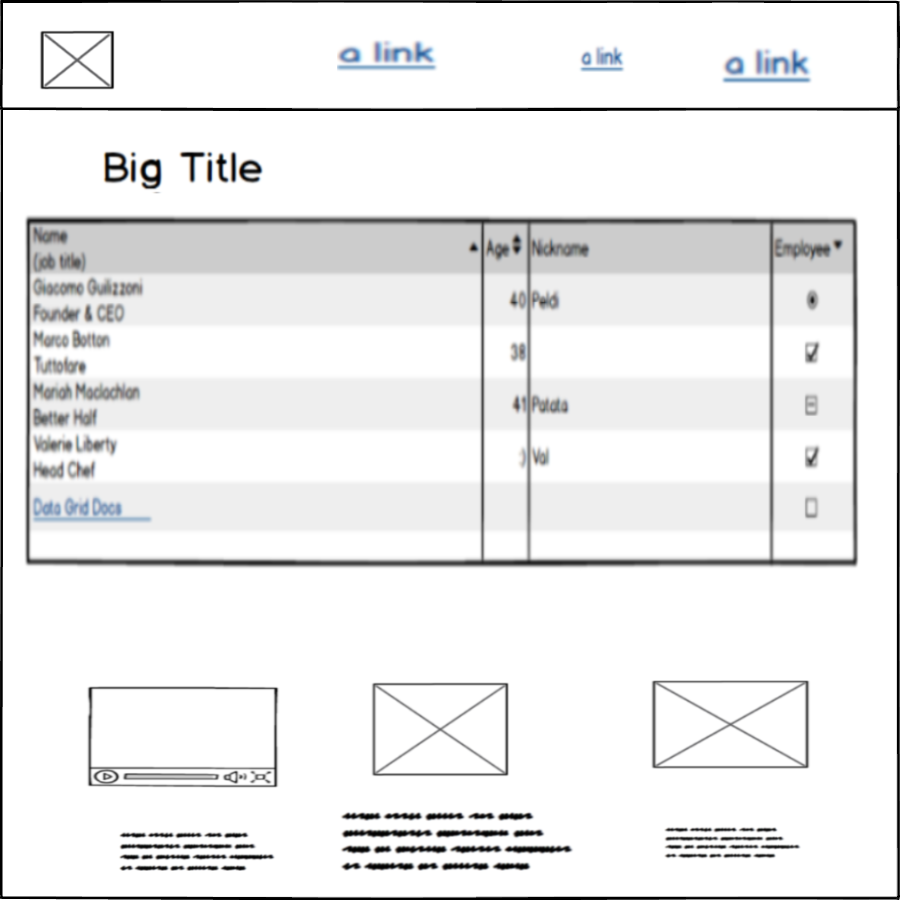 a link a link a link
Big Title
Name
(job title)
Age Nickname Employee
Giacomo Guilizzoni
Founder & CEO
40 Peldi
Marco Botton
Tuttofare
38
Mariah Maclachlan
Better Half
41 Patata
Valerie Liberty
Head Chef
:) Val
Data Grid Docs